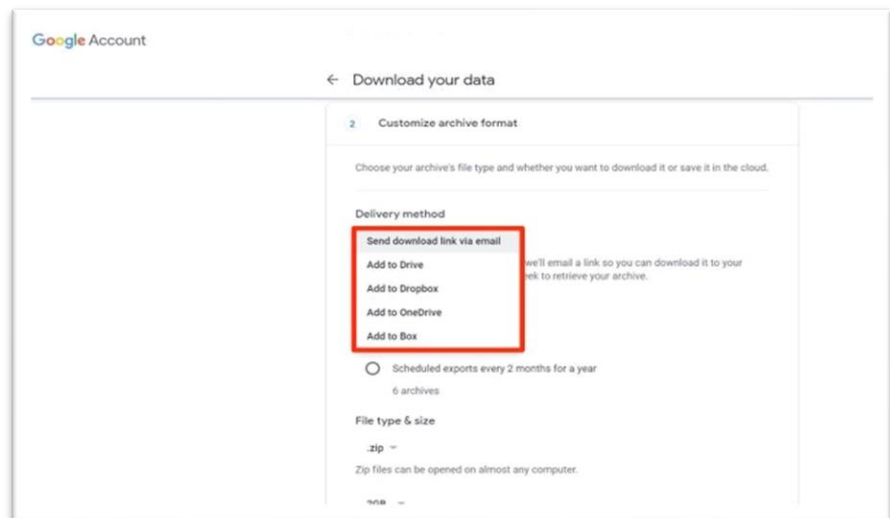 Google Account
← Download your data
2 Customize archive format
Choose your archive's file type and whether you want to download it or save it in the cloud.
Delivery method
Send download link via email
Add to Drive
we'll email a link so you can download it to your
to retrieve your archive.
Add to Dropbox
Add to OneDrive
Add to Box
Scheduled exports every 2 months for a year
6 archives
File type & size
.zip
Zip files can be opened on almost any computer.